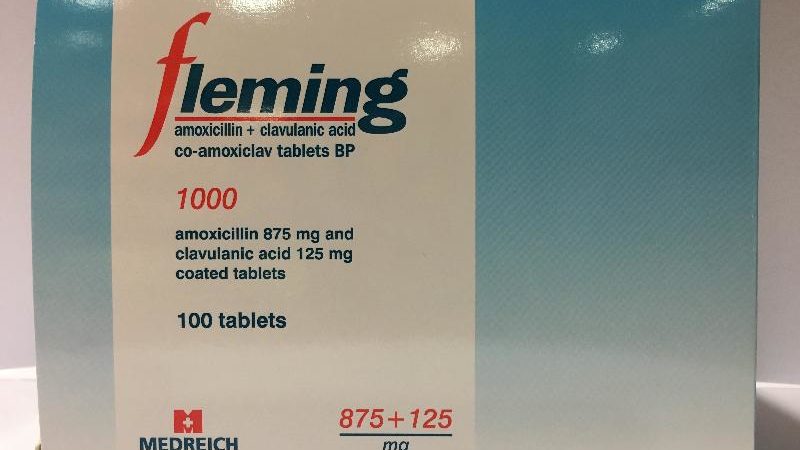 fleming
amoxicillin + clavulanic acid
co-amoxiclav tablets BP
1000
amoxicillin 875 mg and
clavulanic acid 125 mg
coated tablets
100 tablets
MEDREICH
875+125
mg